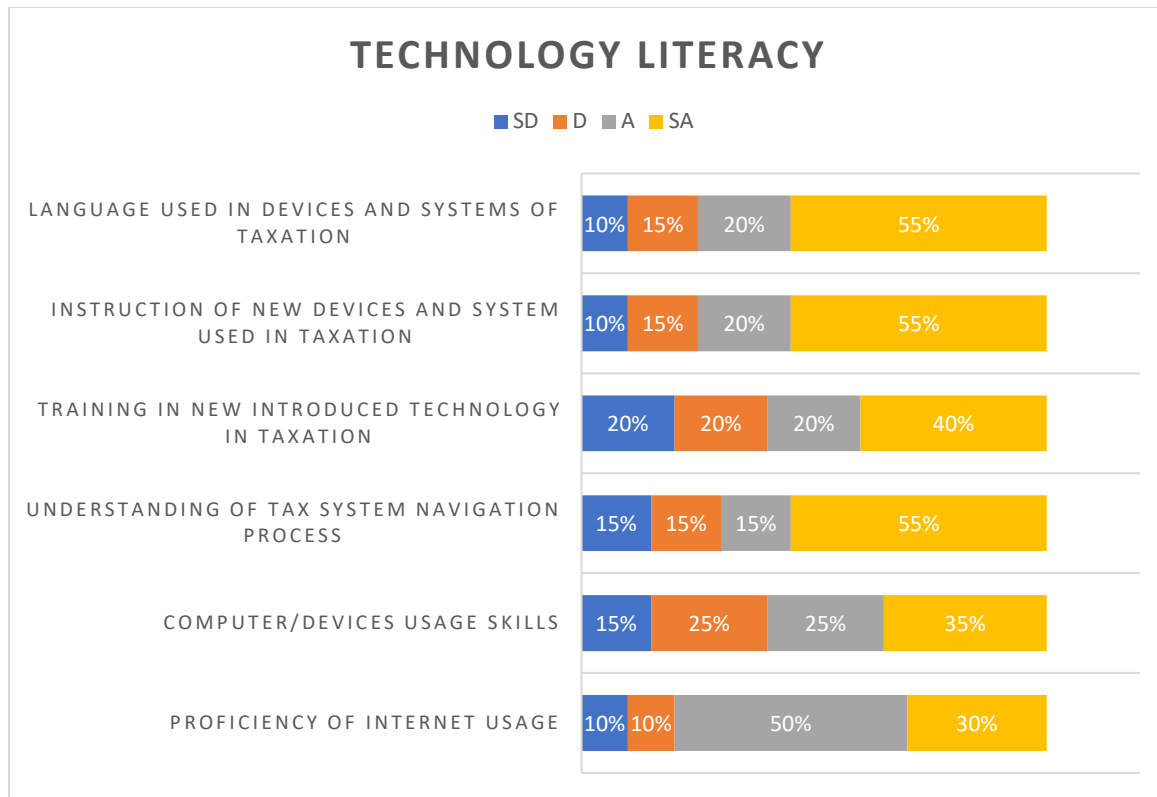 TECHNOLOGY LITERACY
SD D A SA
LANGUAGE USED IN DEVICES AND SYSTEMS OF
TAXATION
10% 15% 20% 55%
INSTRUCTION OF NEW DEVICES AND SYSTEM
USED IN TAXATION
10% 15% 20% 55%
TRAINING IN NEW INTRODUCED TECHNOLOGY
IN TAXATION
20% 20% 20% 40%
UNDERSTANDING OF TAX SYSTEM NAVIGATION
PROCESS
15% 15% 15% 55%
COMPUTER/DEVICES USAGE SKILLS
15% 25% 25% 35%
PROFICIENCY OF INTERNET USAGE
10% 10% 50% 30%